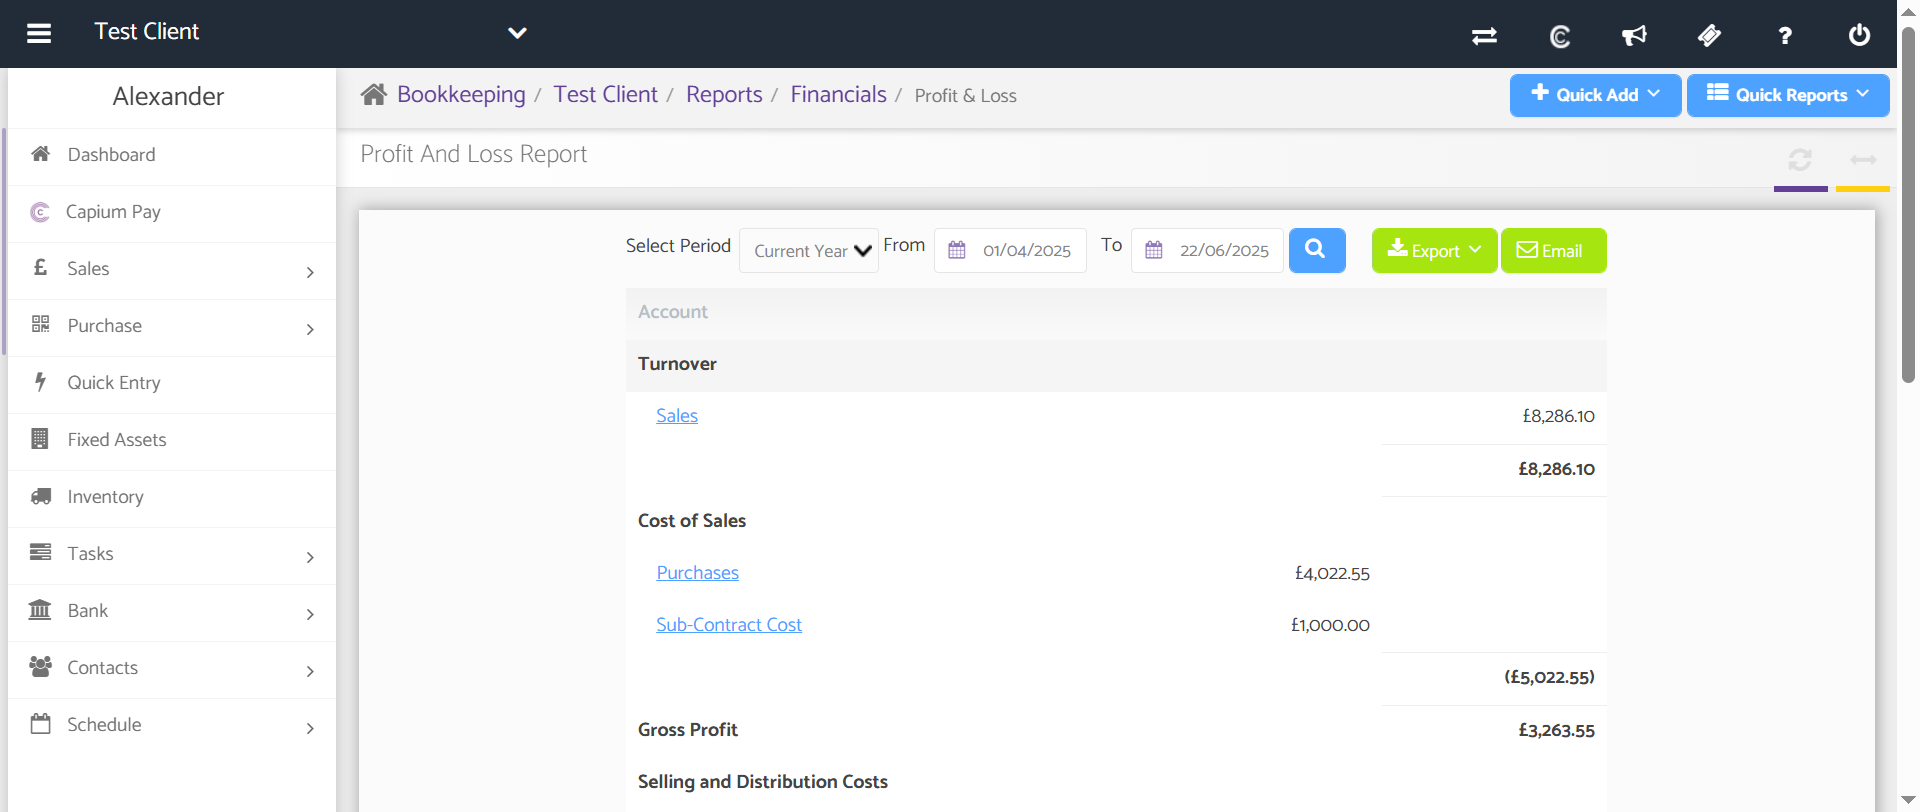 Test Client
?
Alexander
Bookkeeping / Test Client / Reports / Financials / Profit & Loss
Quick Add
Quick Reports
Dashboard
Capium Pay
Sales
Purchase
Quick Entry
Fixed Assets
Inventory
Tasks
Bank
Contacts
Schedule
Profit And Loss Report
Select Period Current Year From 01/04/2025 To 22/06/2025 Export Email
Account
Turnover
Sales £8,286.10
£8,286.10
Cost of Sales
Purchases £4,022.55
Sub-Contract Cost £1,000.00
(£5,022.55)
Gross Profit £3,263.55
Selling and Distribution Costs